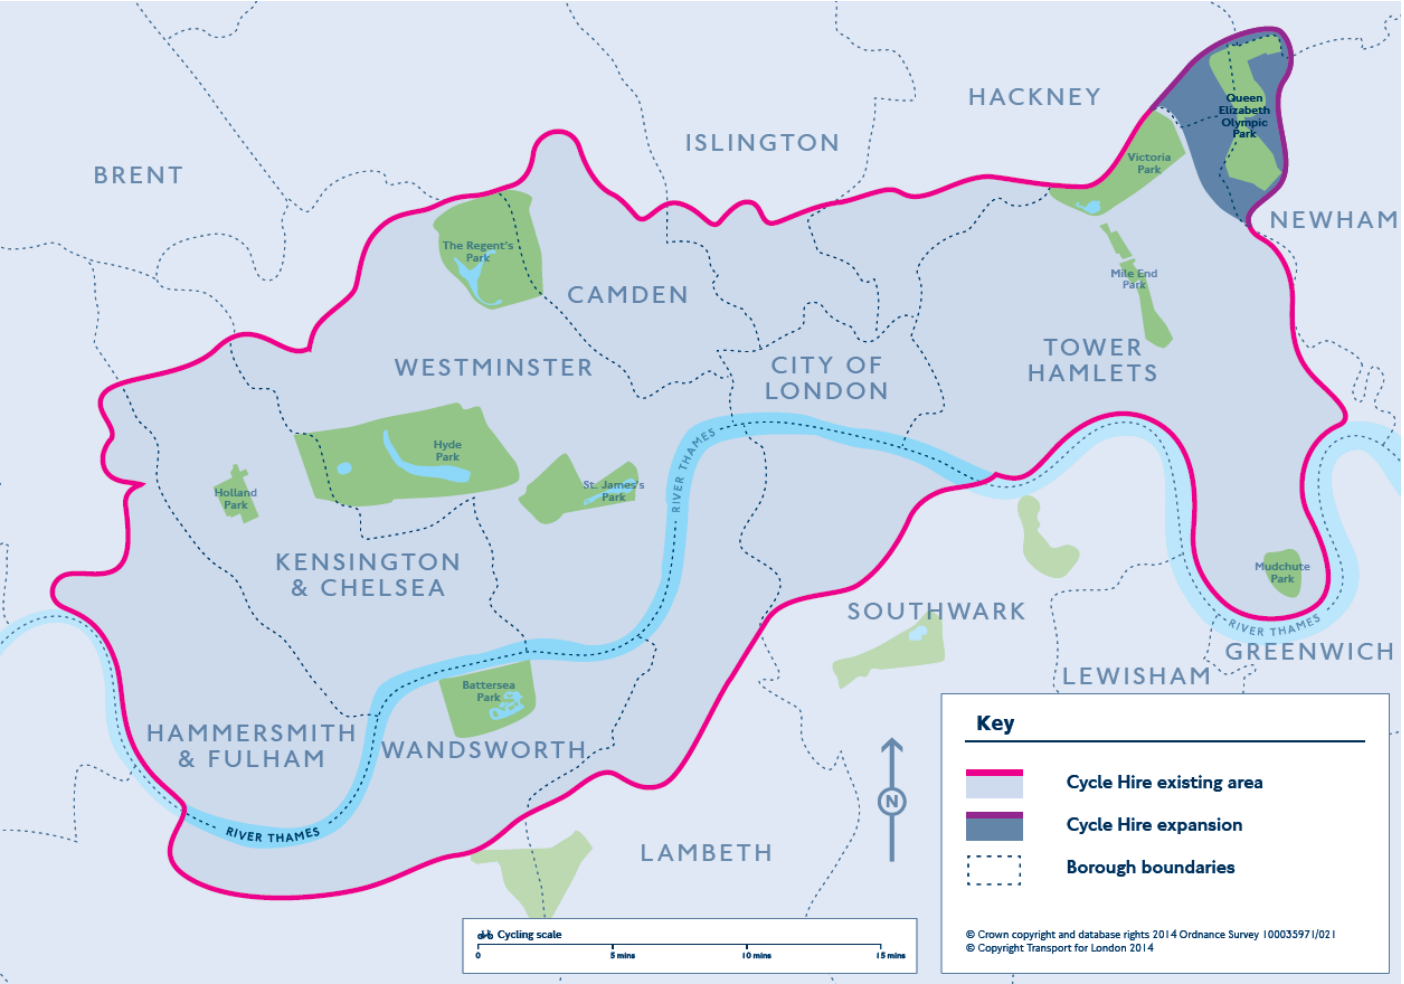 HACKNEY
Queen
Elizabeth
Olympic
Park
ISLINGTON
BRENT
Victoria
Park
NEWHAM
The Regent's
Park
Mile End
Park
CAMDEN
TOWER
HAMLETS
WESTMINSTER
CITY OF
LONDON
Hyde
Park
RIVER THAMES
St. James's
Park
Holland
Park
KENSINGTON
& CHELSEA
Mudchute
Park
SOUTHWARK
RIVER THAMES
GREENWICH
LEWISHAM
Battersea
Park
HAMMERSMITH
& FULHAM
WANDSWORTH
RIVER THAMES
LAMBETH
N
Key
Cycle Hire existing area
Cycle Hire expansion
Borough boundaries
© Crown copyright and database rights 2014 Ordnance Survey 100035971/021
© Copyright Transport for London 2014
Cycling scale
0 5 mins 10 mins 15 mins